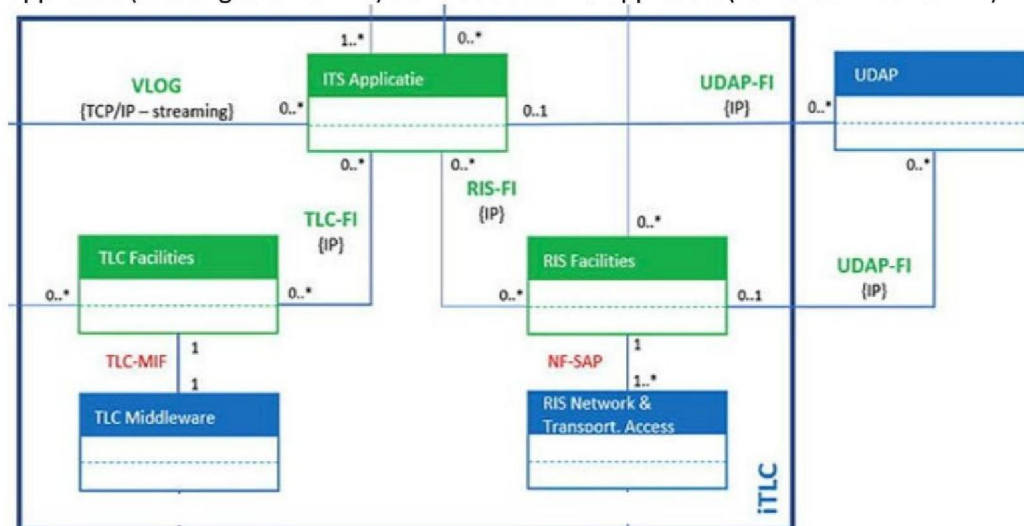 1..*
0..*
VLOG
{TCP/IP – streaming}
0..*
ITS Applicatie
0..1
UDAP-FI
{IP}
0..*
UDAP
0..*
0..*
0..*
TLC-FI
{IP}
RIS-FI
{IP}
0..*
TLC Facilities
RIS Facilities
UDAP-FI
{IP}
0..*
0..*
0..*
0..1
TLC-MIF
1
1
NF-SAP
1
1..*
TLC Middleware
RIS Network &
Transport. Access
iTLC